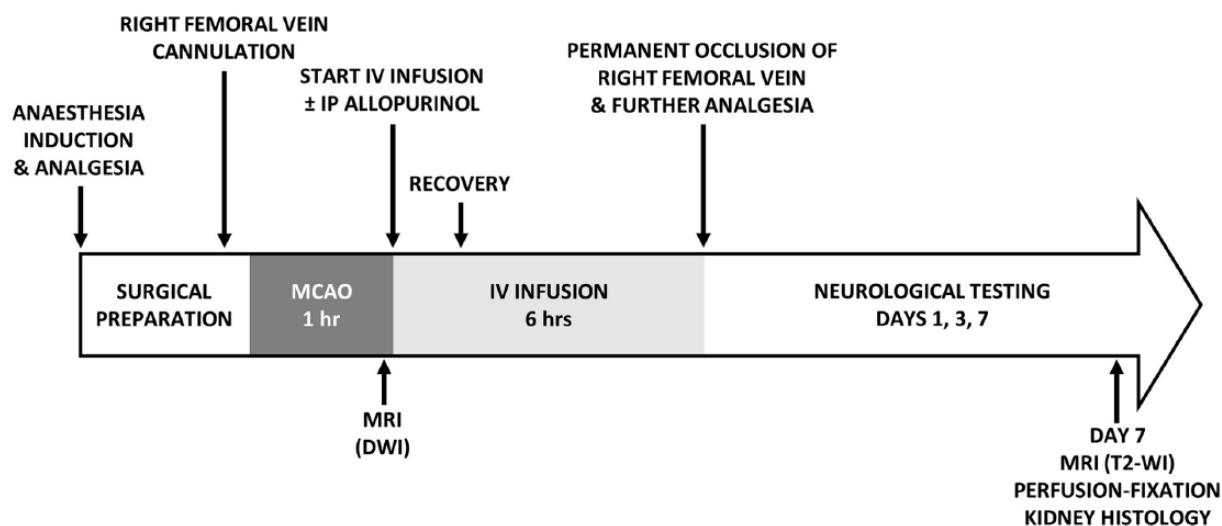 RIGHT FEMORAL VEIN
CANNULATION
PERMANENT OCCLUSION OF
RIGHT FEMORAL VEIN
& FURTHER ANALGESIA
START IV INFUSION
± IP ALLOPURINOL
ANAESTHESIA
INDUCTION
& ANALGESIA
RECOVERY
SURGICAL
PREPARATION
MCAO
1 hr
IV INFUSION
6 hrs
NEUROLOGICAL TESTING
DAYS 1, 3, 7
MRI
(DWI)
DAY 7
MRI (T2-WI)
PERFUSION-FIXATION
KIDNEY HISTOLOGY